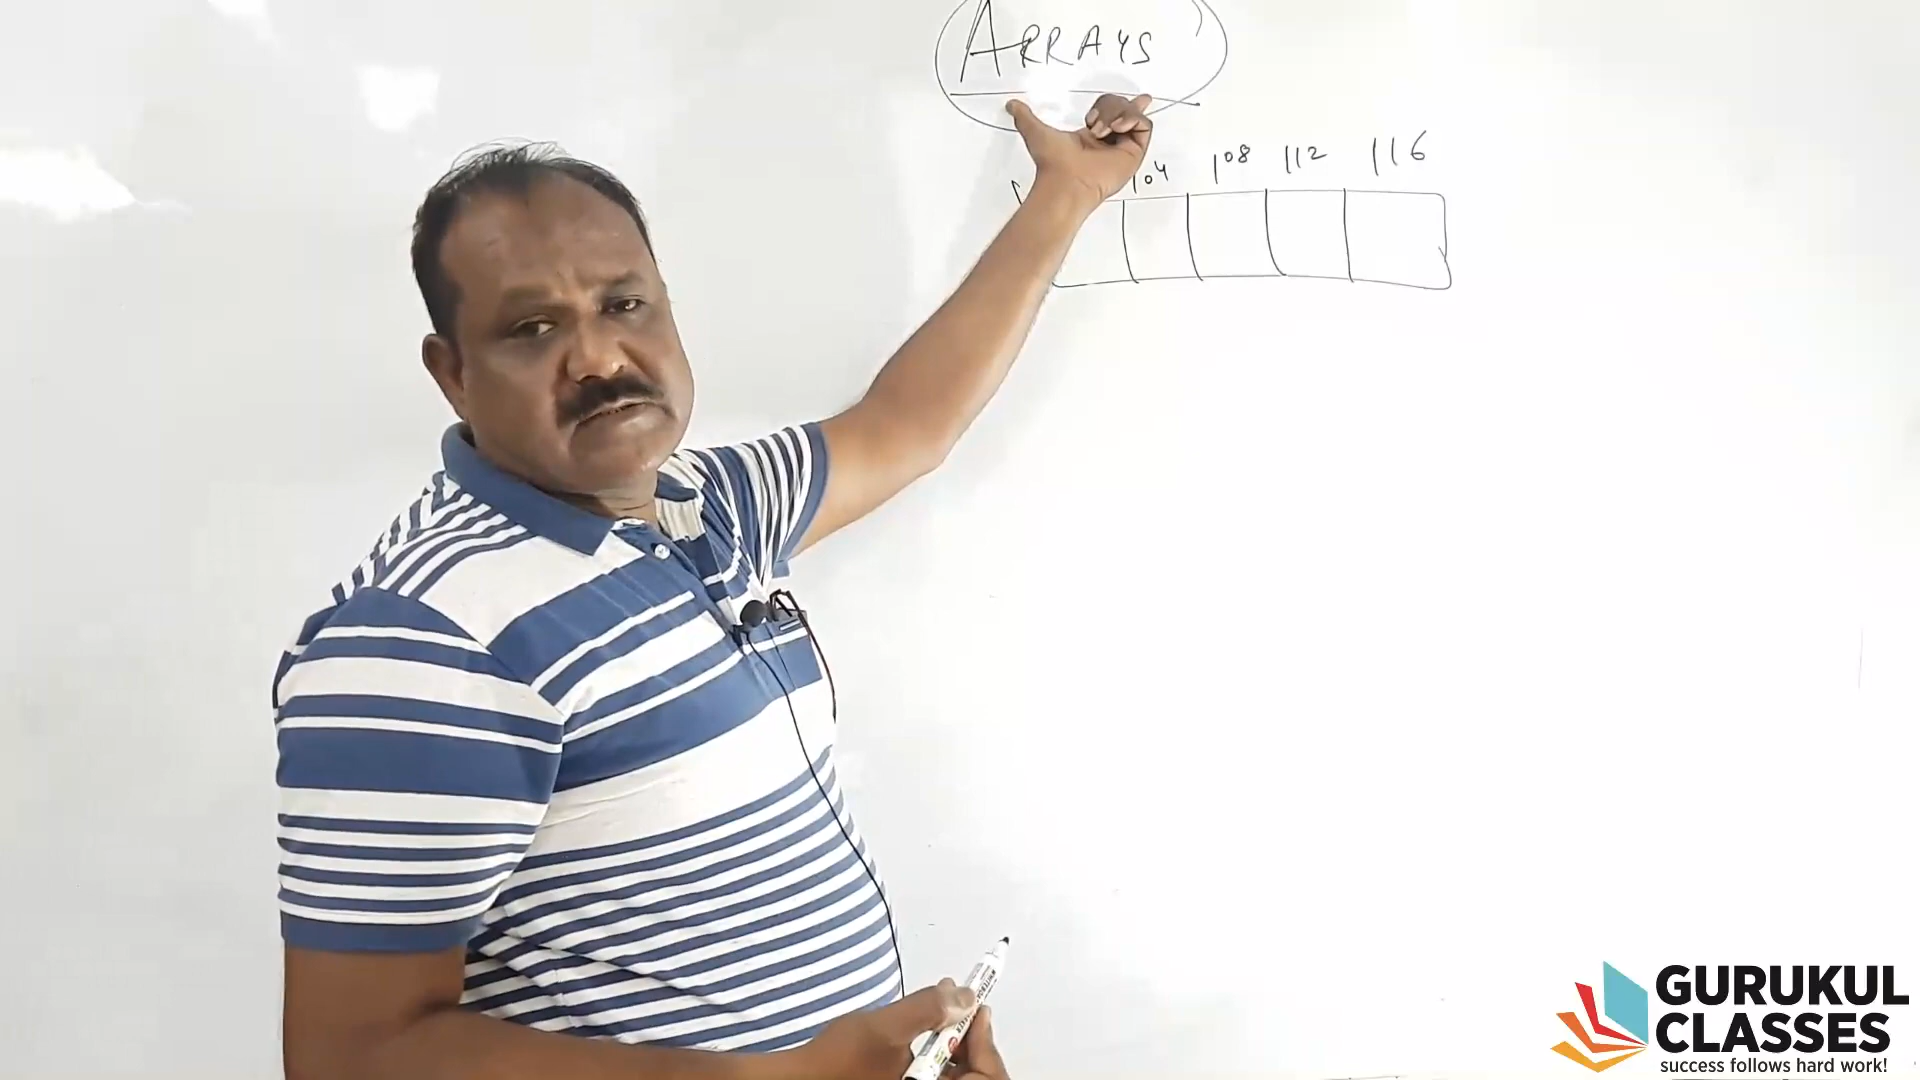 ARRAYS
104 108 112 116
GURUKUL
CLASSES
success follows hard work!